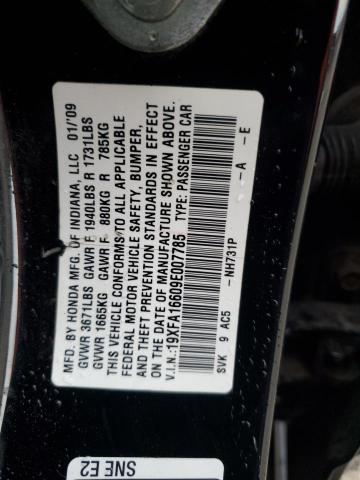 MFD. BY HONDA MFG. OF INDIANA, LLC 01/'09
GVWR 3671LBS GAWR F 1940LBS R 1731LBS
GVWR 1665KG GAWR F 880KG R 785KG
THIS VEHICLE CONFORMS TO ALL APPLICABLE
FEDERAL MOTOR VEHICLE SAFETY, BUMPER,
AND THEFT PREVENTION STANDARDS IN EFFECT
ON THE DATE OF MANUFACTURE SHOWN ABOVE.
V.I.N.:19XFA16609E007785 TYPE: PASSENGER CAR
NH731P A E
SVK 9 AC5
SNE E2